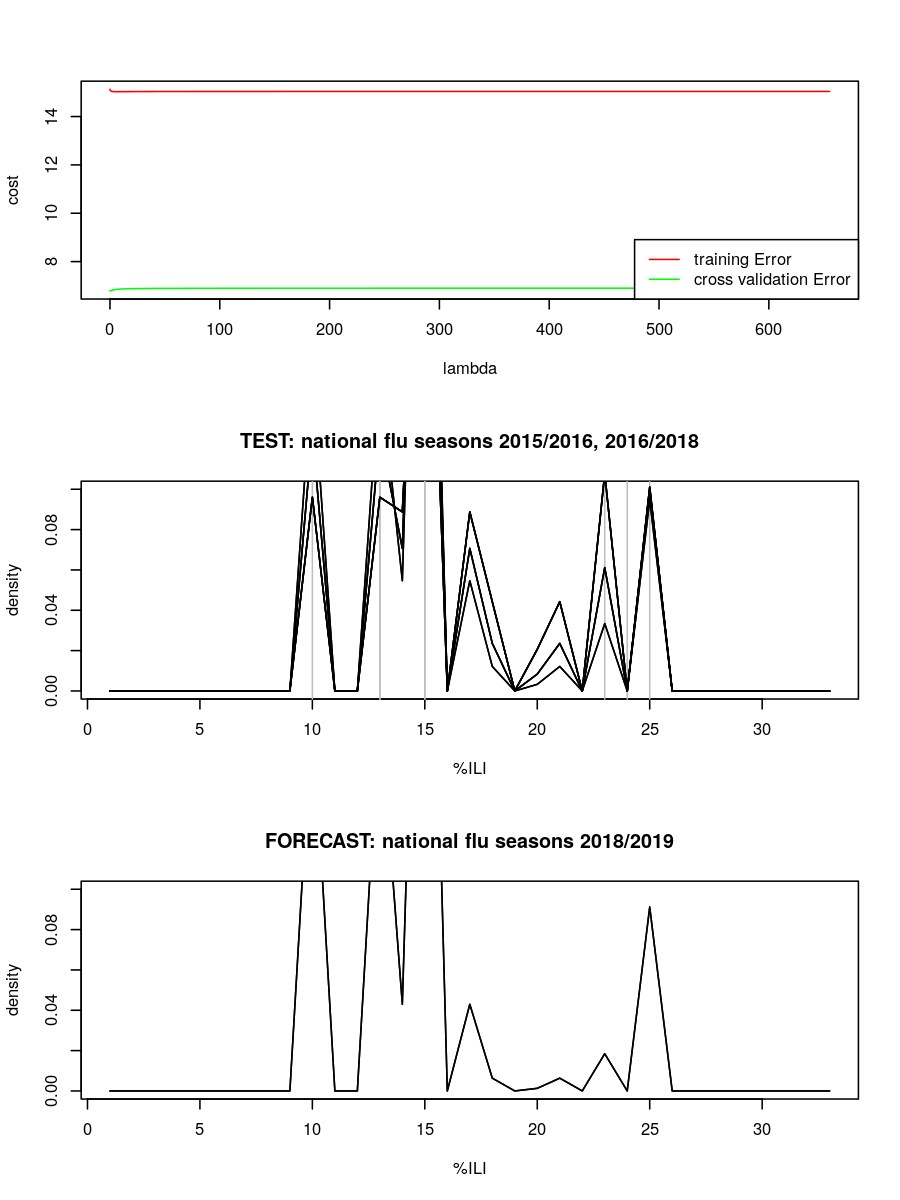 14
12
10
8
cost
training Error
cross validation Error
0 100 200 300 400 500 600
lambda
TEST: national flu seasons 2015/2016, 2016/2018
0.08
0.04
0.00
density
0 5 10 15 20 25 30
%ILI
FORECAST: national flu seasons 2018/2019
0.08
0.04
0.00
density
0 5 10 15 20 25 30
%ILI